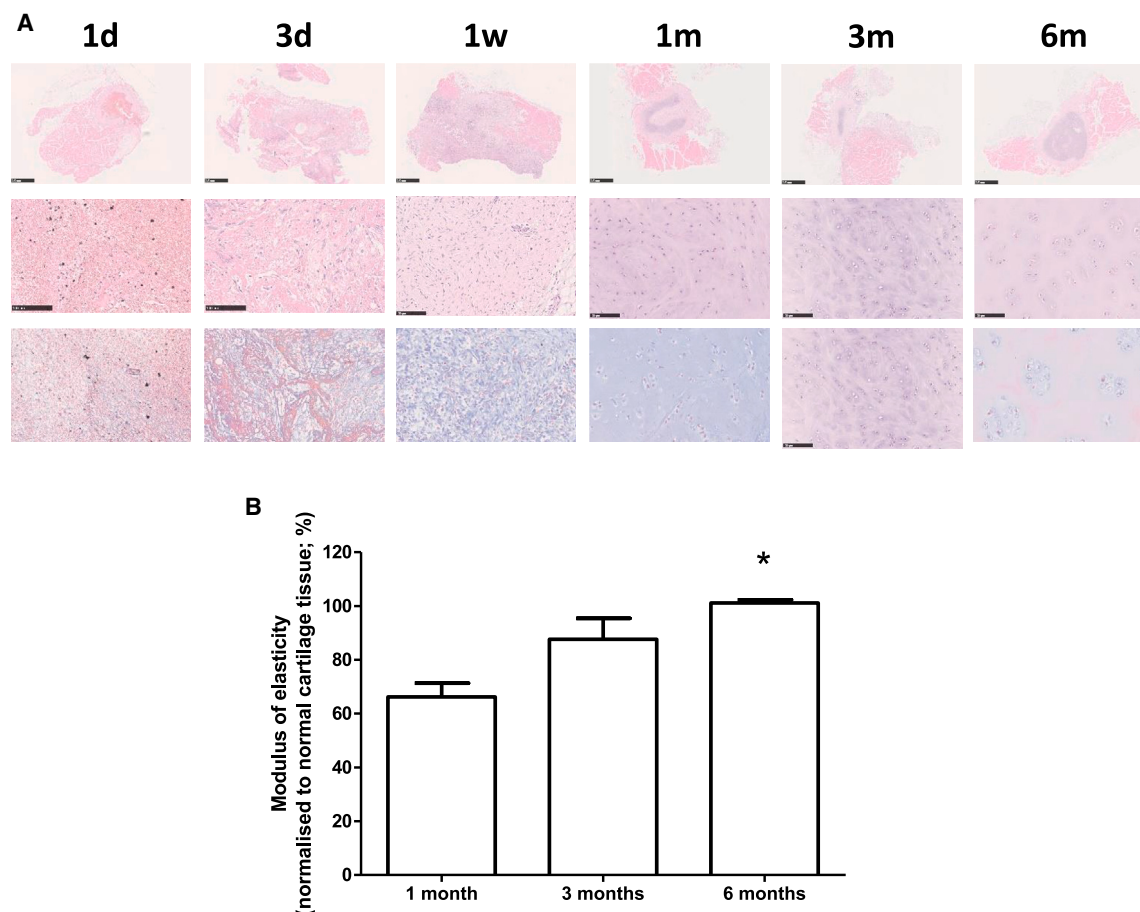 A
1d 3d 1w 1m 3m 6m
B
Modulus of elasticity
(normalised to normal cartilage tissue; %)
120
100
80
60
40
20
0
*
1 month 3 months 6 months